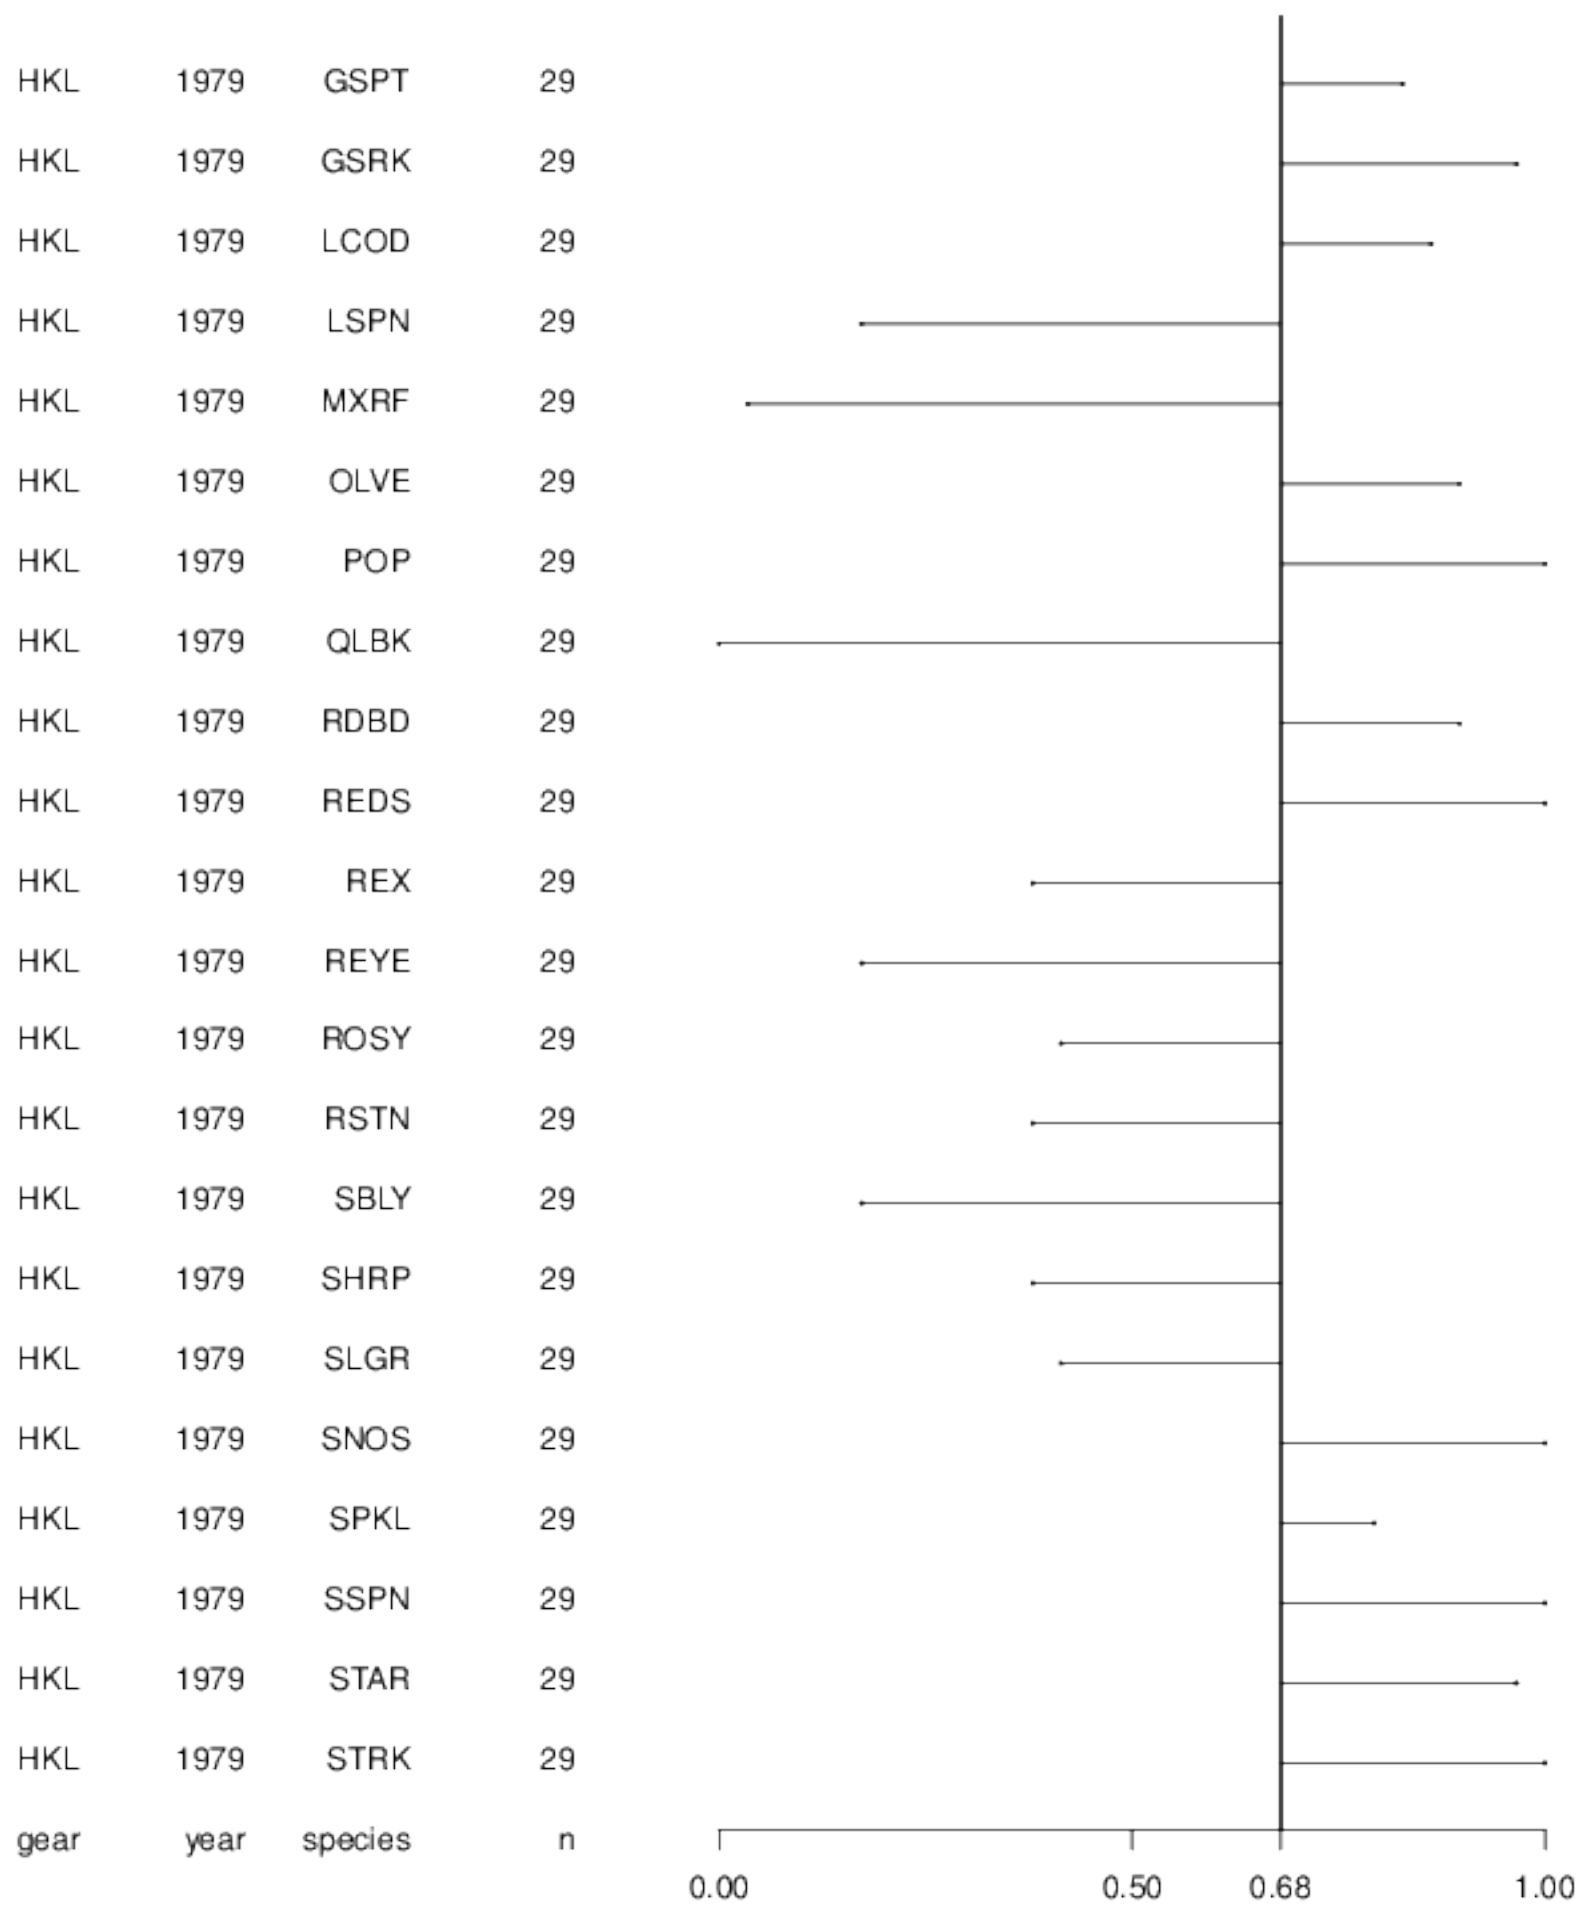 HKL 1979 GSPT 29
HKL 1979 GSRK 29
HKL 1979 LCOD 29
HKL 1979 LSPN 29
HKL 1979 MXRF 29
HKL 1979 OLVE 29
HKL 1979 POP 29
HKL 1979 QLBK 29
HKL 1979 RDBD 29
HKL 1979 REDS 29
HKL 1979 REX 29
HKL 1979 REYE 29
HKL 1979 ROSY 29
HKL 1979 RSTN 29
HKL 1979 SBLY 29
HKL 1979 SHRP 29
HKL 1979 SLGR 29
HKL 1979 SNOS 29
HKL 1979 SPKL 29
HKL 1979 SSPN 29
HKL 1979 STAR 29
HKL 1979 STRK 29
gear year species n
0.00 0.50 0.68 1.00